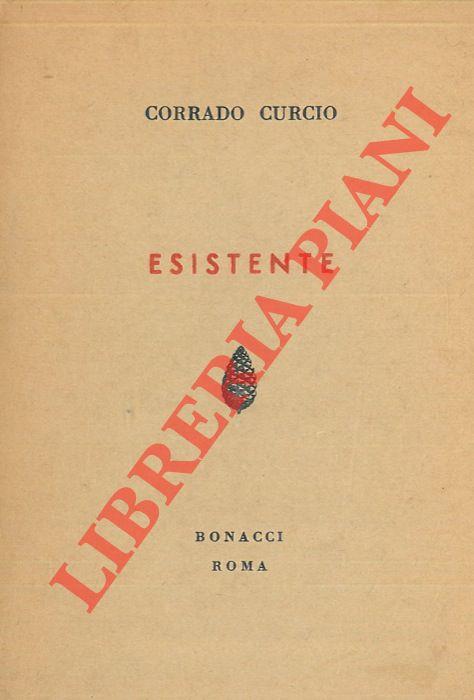 CORRADO CURCIO
ESISTENTE
LIBRERIA PIANI
BONACCI
ROMA